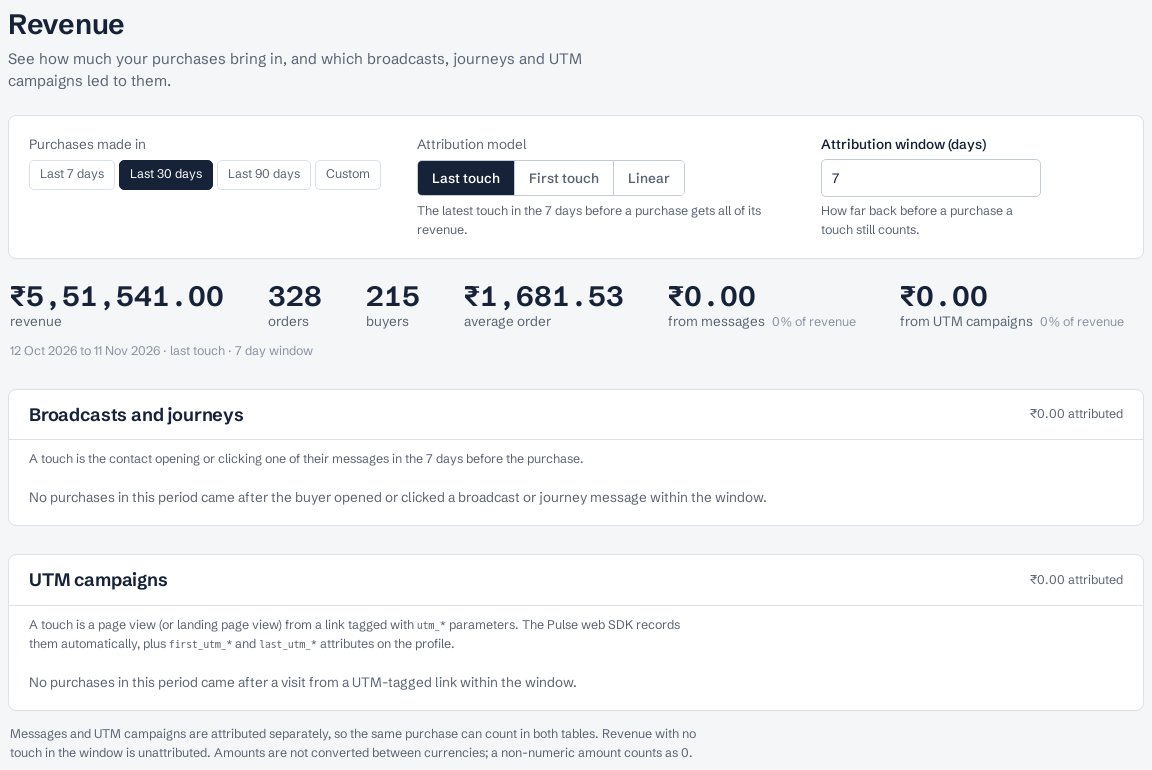 Revenue
See how much your purchases bring in, and which broadcasts, journeys and UTM
campaigns led to them.
Purchases made in
Last 7 days
Last 30 days
Last 90 days
Custom
Attribution model
Last touch
First touch
Linear
The latest touch in the 7 days before a purchase gets all of its
revenue.
Attribution window (days)
7
How far back before a purchase a
touch still counts.
₹5,51,541.00
revenue
328
orders
215
buyers
₹1,681.53
average order
₹0.00
from messages 0% of revenue
₹0.00
from UTM campaigns 0% of revenue
12 Oct 2026 to 11 Nov 2026 · last touch · 7 day window
Broadcasts and journeys
₹0.00 attributed
A touch is the contact opening or clicking one of their messages in the 7 days before the purchase.
No purchases in this period came after the buyer opened or clicked a broadcast or journey message within the window.
UTM campaigns
₹0.00 attributed
A touch is a page view (or landing page view) from a link tagged with utm_* parameters. The Pulse web SDK records
them automatically, plus first_utm_* and last_utm_* attributes on the profile.
No purchases in this period came after a visit from a UTM-tagged link within the window.
Messages and UTM campaigns are attributed separately, so the same purchase can count in both tables. Revenue with no
touch in the window is unattributed. Amounts are not converted between currencies; a non-numeric amount counts as 0.